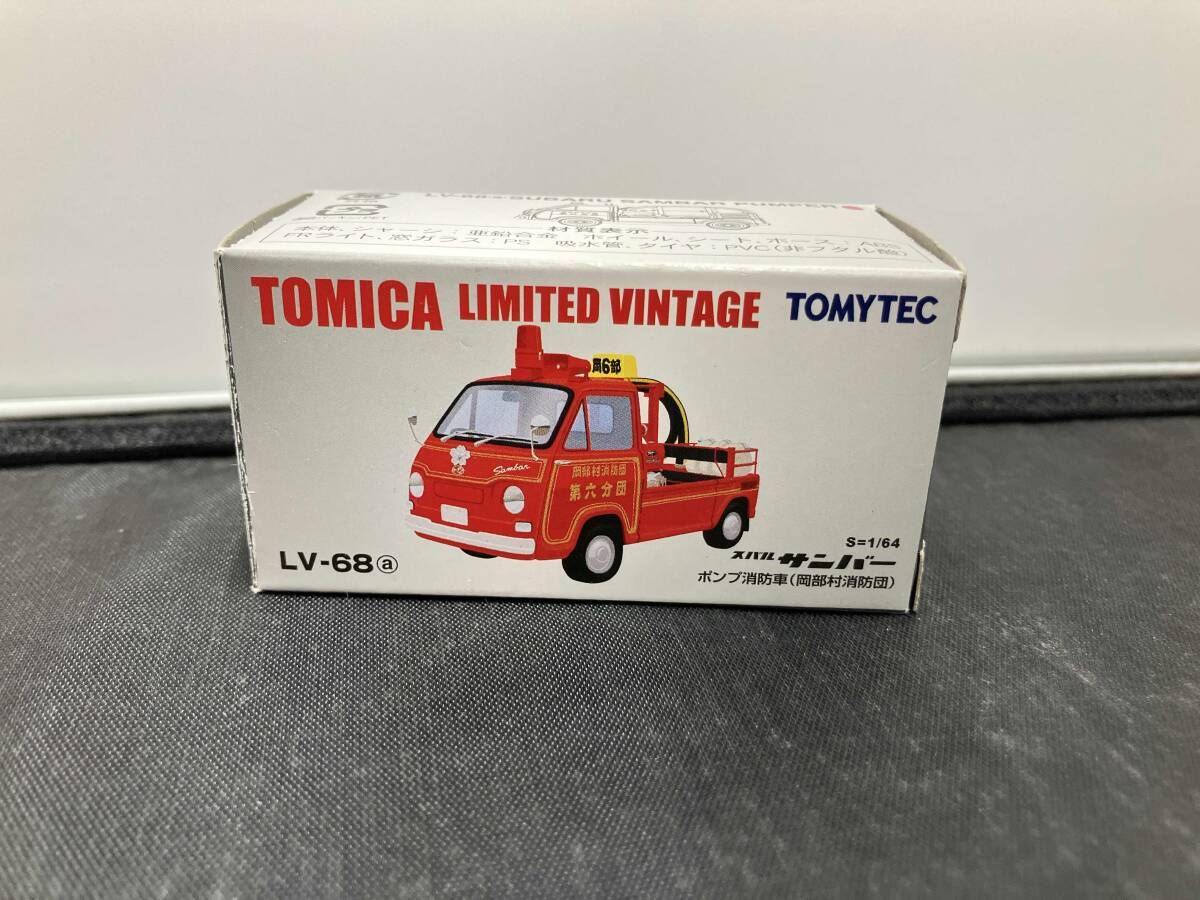 LV-68a SUBARU SAMBAR PUMPER
材質表示
本体、シャーシ:亜鉛合金 ホイール、シート、ホース:ABS
FRライト、窓ガラス:PS 吸水管、タイヤ:PVC(非フタル酸)
TOMICA LIMITED VINTAGE TOMYTEC
岡6部
Sambar
岡部村消防団
第六分団
LV-68ⓐ
S=1/64
スバル サンバー
ポンプ消防車(岡部村消防団)